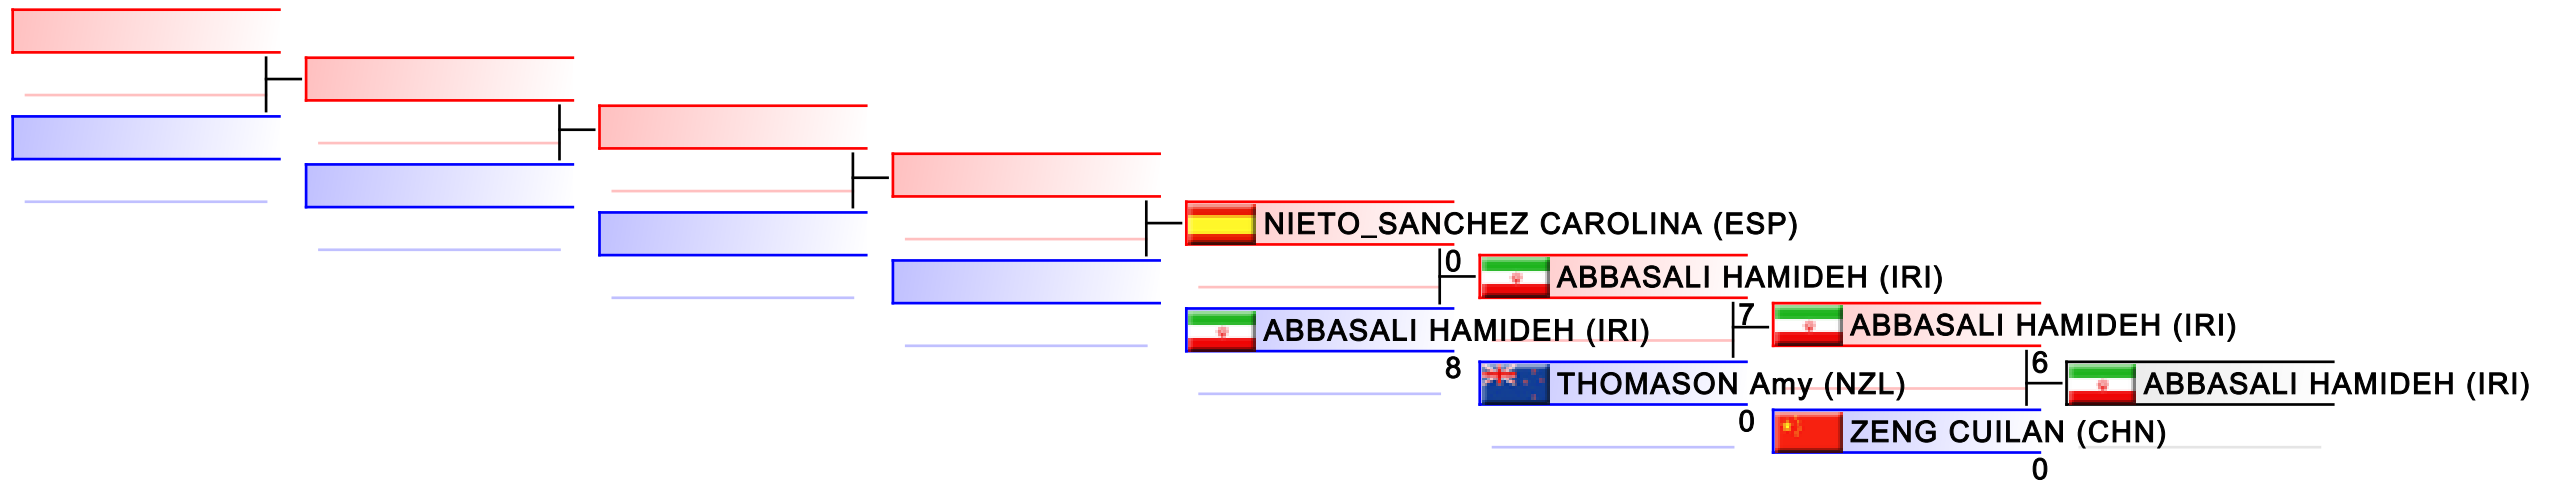 NIETO_SANCHEZ CAROLINA (ESP)
0
ABBASALI HAMIDEH (IRI)
7
ABBASALI HAMIDEH (IRI)
ABBASALI HAMIDEH (IRI)
6
8
THOMASON Amy (NZL)
ABBASALI HAMIDEH (IRI)
0
ZENG CUILAN (CHN)
0